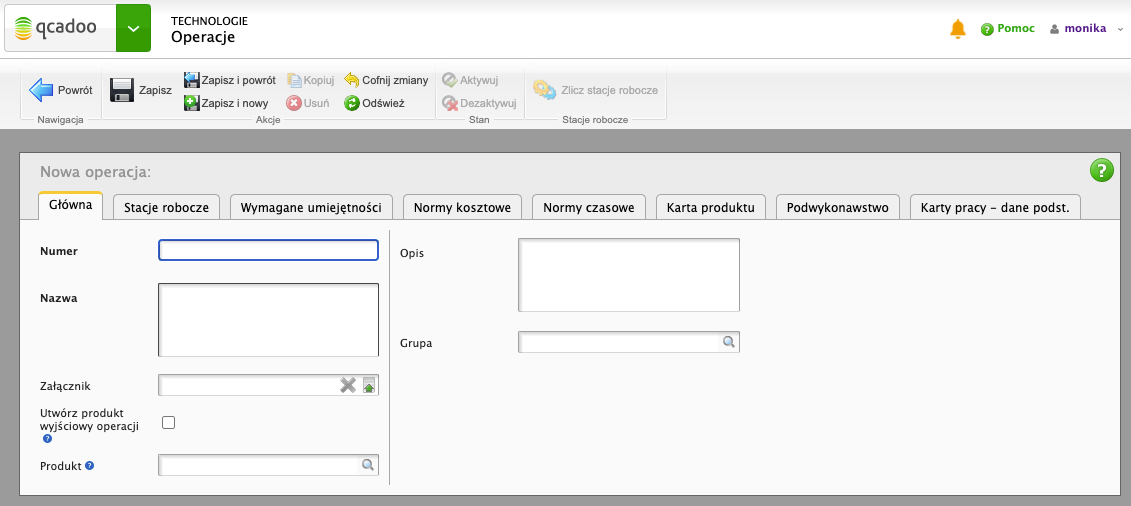 qcadoo
TECHNOLOGIE
Operacje
Pomoc
monika
Powrót
Nawigacja
Zapisz
Zapisz i powrót
Kopiuj
Cofnij zmiany
Zapisz i nowy
Usuń
Odśwież
Akcje
Aktywuj
Dezaktywuj
Stan
Zlicz stacje robocze
Stacje robocze
Nowa operacja:
?
Główna
Stacje robocze
Wymagane umiejętności
Normy kosztowe
Normy czasowe
Karta produktu
Podwykonawstwo
Karty pracy – dane podst.
Numer
Nazwa
Załącznik
Utwórz produkt
wyjściowy operacji
?
Produkt ?
Opis
Grupa